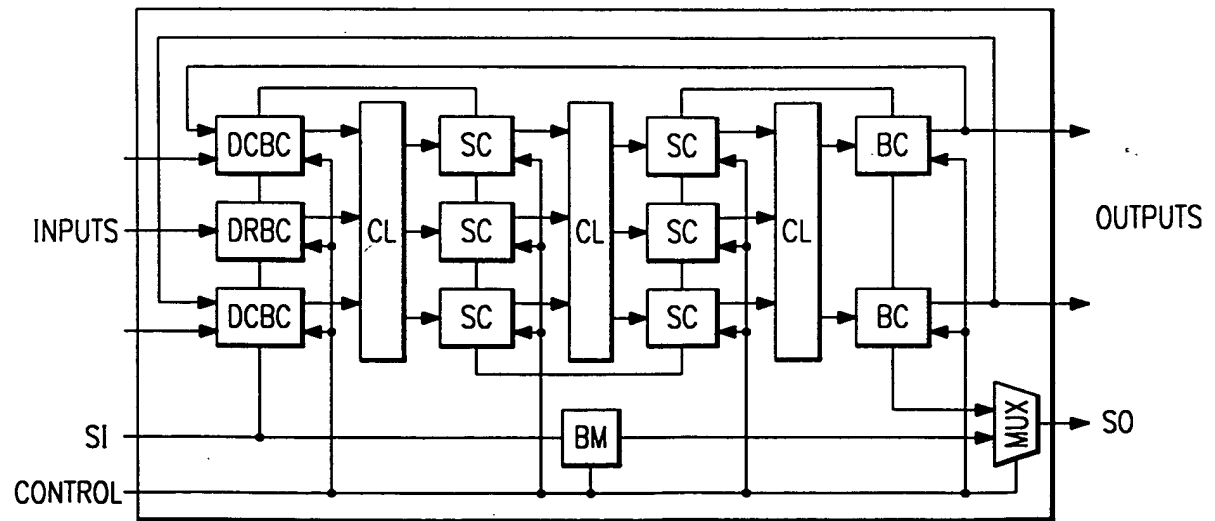 DCBC
SC
SC
BC
INPUTS
DRBC
CL
SC
CL
SC
CL
OUTPUTS
DCBC
SC
SC
BC
MUX
SI
BM
SO
CONTROL